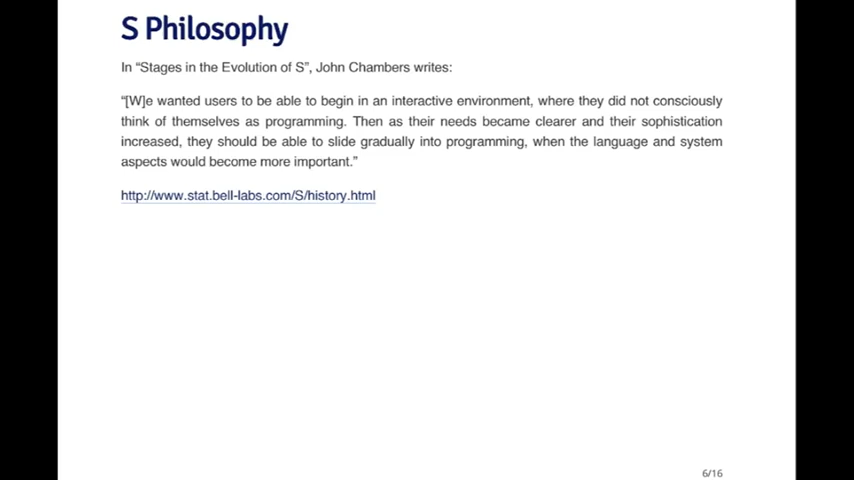 S Philosophy
In “Stages in the Evolution of S”, John Chambers writes:
“[W]e wanted users to be able to begin in an interactive environment, where they did not consciously
think of themselves as programming. Then as their needs became clearer and their sophistication
increased, they should be able to slide gradually into programming, when the language and system
aspects would become more important.”
http://www.stat.bell-labs.com/S/history.html
6/16